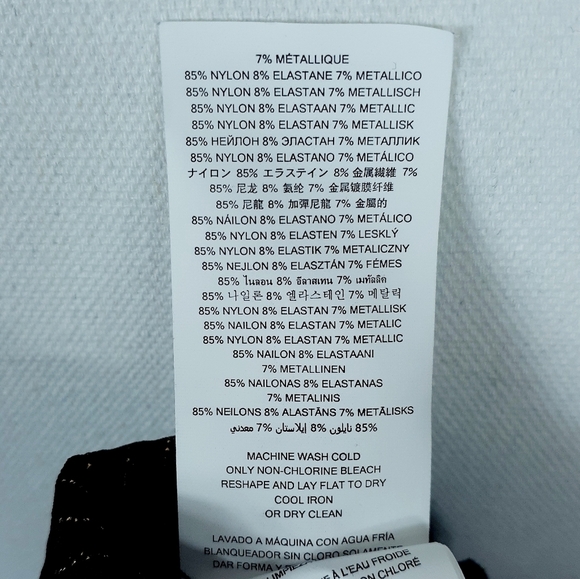 7% MÉTALLIQUE
85% NYLON 8% ELASTANE 7% METALLICO
85% NYLON 8% ELASTAN 7% METALLISCH
85% NYLON 8% ELASTAAN 7% METALLIC
85% NYLON 8% ELASTAN 7% METALLISK
85% НЕЙЛОН 8% ЭЛАСТАН 7% МЕТАЛЛИК
85% NYLON 8% ELASTANO 7% METÁLICO
ナイロン 85% エラステイン 8% 金属繊維 7%
85% 尼龙 8% 氨纶 7% 金属镀膜纤维
85% 尼龍 8% 加彈尼龍 7% 金屬的
85% NÁILON 8% ELASTANO 7% METÁLICO
85% NYLON 8% ELASTEN 7% LESKLÝ
85% NYLON 8% ELASTIK 7% METALICZNY
85% NEJLON 8% ELASZTÁN 7% FÉMES
85% ไนลอน 8% อีลาสเทน 7% เมทัลลิค
85% 나일론 8% 엘라스테인 7% 메탈릭
85% NYLON 8% ELASTAN 7% METALLISK
85% NAILON 8% ELASTAN 7% METALIC
85% NYLON 8% ELASTAN 7% METALLIC
85% NAILON 8% ELASTAANI
7% METALLINEN
85% NAILONAS 8% ELASTANAS
7% METALINIS
85% NEILONS 8% ALASTĀNS 7% METĀLISKS
85% نايلون 8% إيلاستان 7% معدني
MACHINE WASH COLD
ONLY NON-CHLORINE BLEACH
RESHAPE AND LAY FLAT TO DRY
COOL IRON
OR DRY CLEAN
LAVADO A MÁQUINA CON AGUA FRÍA
BLANQUEADOR SIN CLORO SOLAMENTE
DAR FORMA Y
À L'EAU FROIDE
CHLORÉ